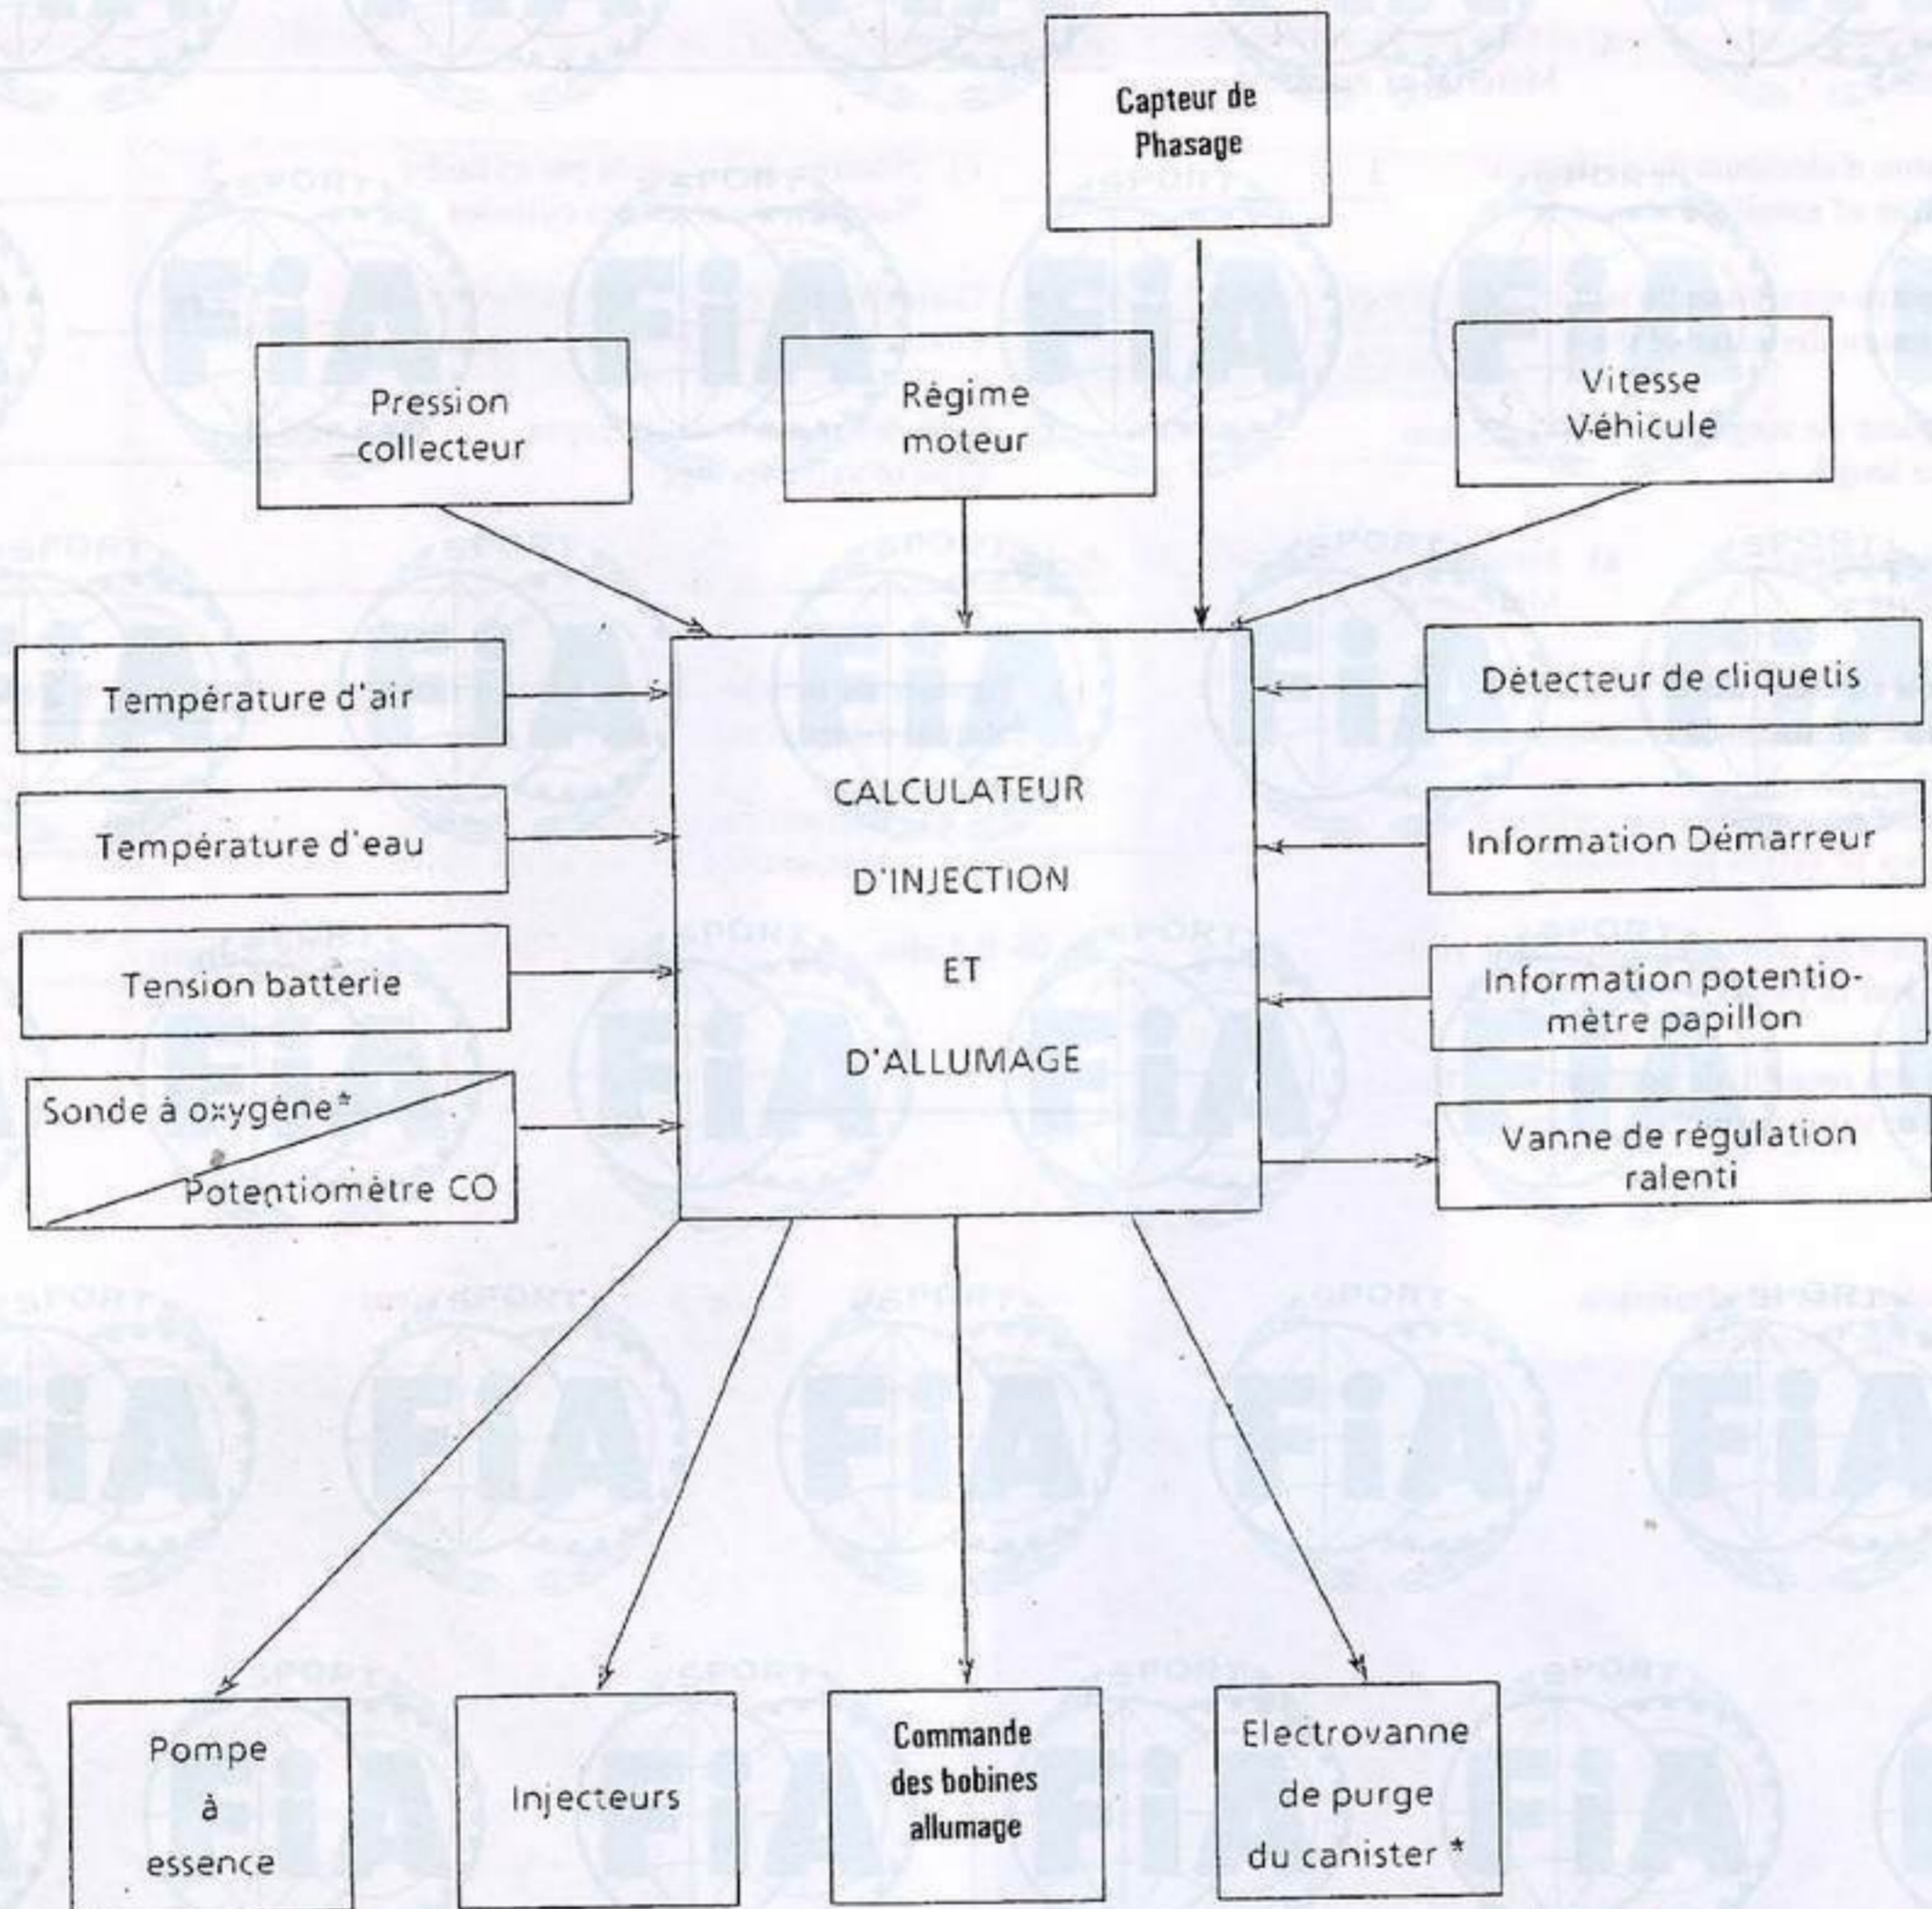 Capteur de
Phasage
Pression
collecteur
Régime
moteur
Vitesse
Véhicule
Température d'air
Température d'eau
Tension batterie
Sonde à oxygéne*
Potentiomètre CO
CALCULATEUR
D'INJECTION
ET
D'ALLUMAGE
Détecteur de cliquetis
Information Démarreur
Information potentio-
mètre papillon
Vanne de régulation
ralenti
Pompe
à
essence
Injecteurs
Commande
des bobines
allumage
Electrovanne
de purge
du canister *
FiA